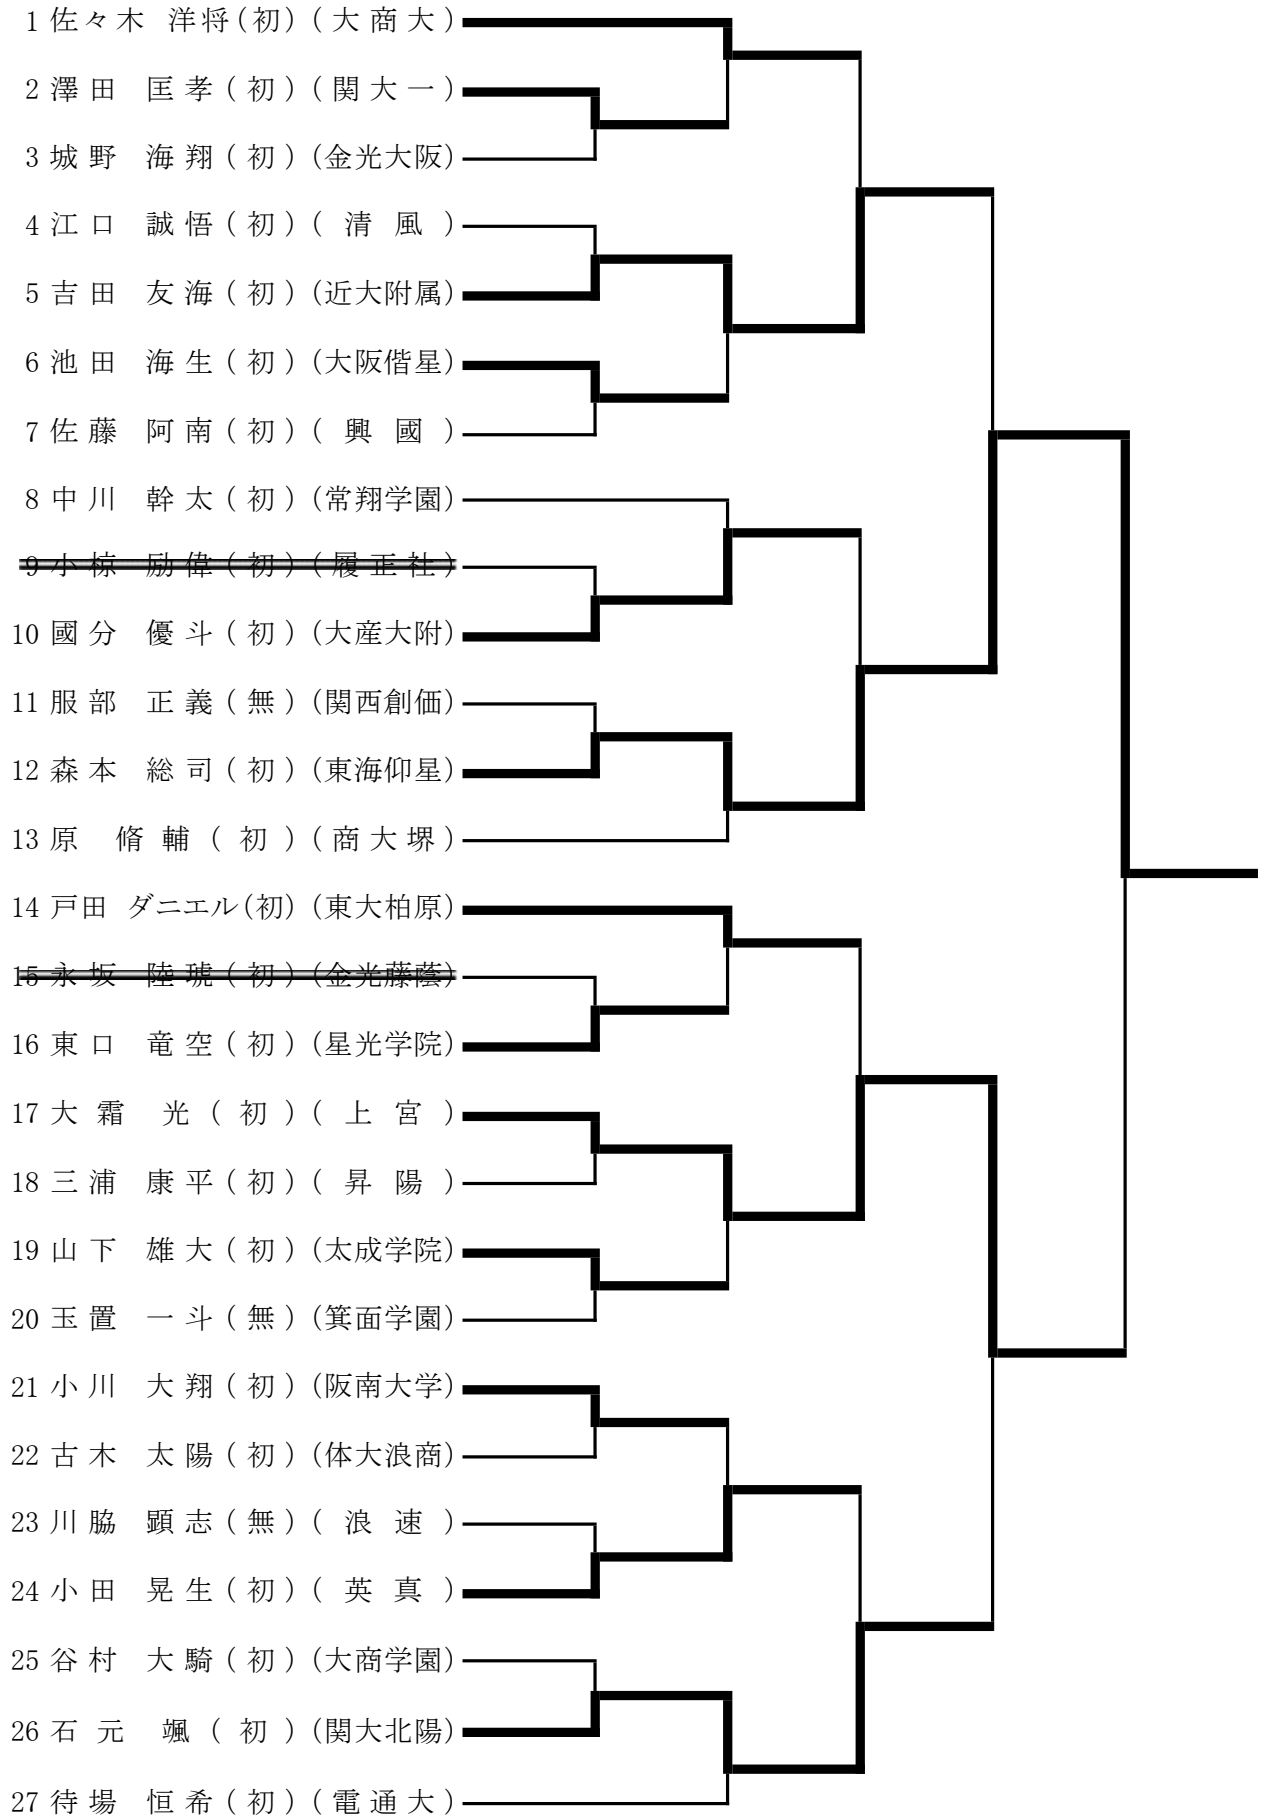 1 佐々木 洋将(初) (大商大)
2 澤田 匡孝(初) (関大一)
3 城野 海翔(初) (金光大阪)
4 江口 誠悟(初) (清風)
5 吉田 友海(初) (近大附属)
6 池田 海生(初) (大阪偕星)
7 佐藤 阿南(初) (興國)
8 中川 幹太(初) (常翔学園)
9 小椋 励偉(初) (履正社)
10 國分 優斗(初) (大産大附)
11 服部 正義(無) (関西創価)
12 森本 総司(初) (東海仰星)
13 原 脩輔(初) (商大堺)
14 戸田 ダニエル(初) (東大柏原)
15 永坂 陸琥(初) (金光藤蔭)
16 東口 竜空(初) (星光学院)
17 大霜 光(初) (上宮)
18 三浦 康平(初) (昇陽)
19 山下 雄大(初) (太成学院)
20 玉置 一斗(無) (箕面学園)
21 小川 大翔(初) (阪南大学)
22 古木 太陽(初) (体大浪商)
23 川脇 顕志(無) (浪速)
24 小田 晃生(初) (英真)
25 谷村 大騎(初) (大商学園)
26 石元 颯(初) (関大北陽)
27 待場 恒希(初) (電通大)